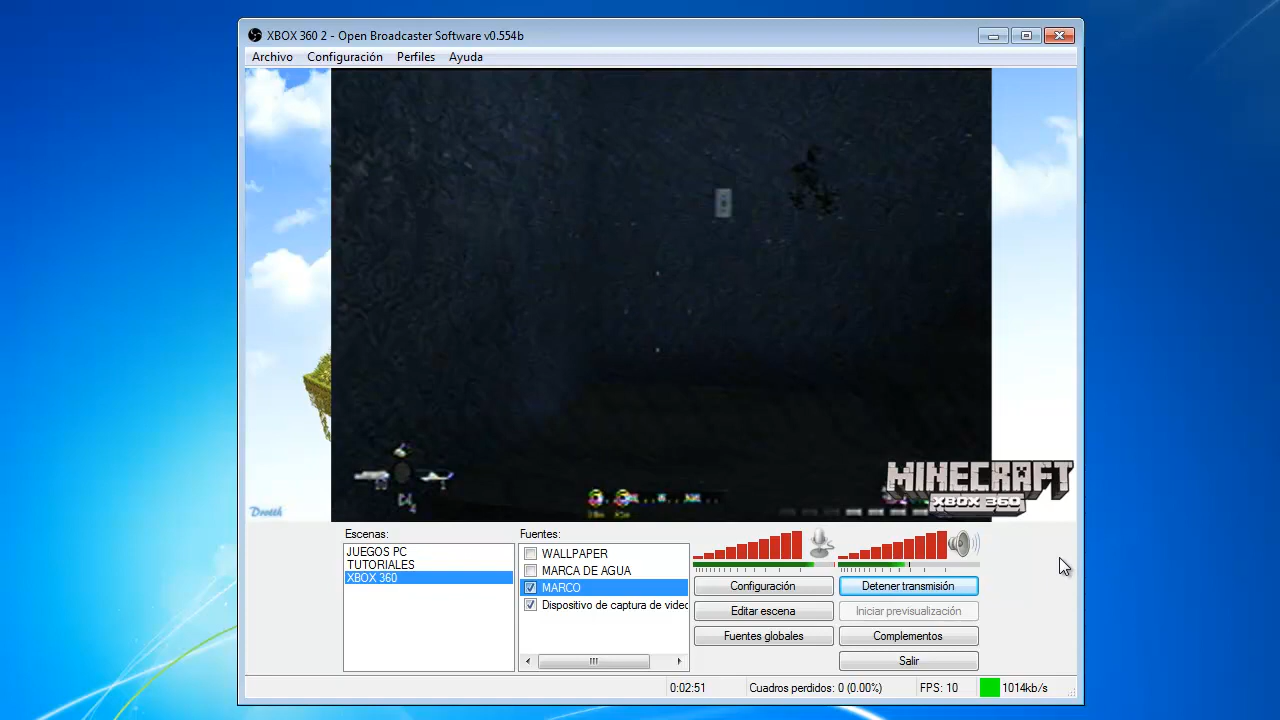 XBOX 360 2 - Open Broadcaster Software v0.554b
Archivo Configuración Perfiles Ayuda
MINECRAFT
XBOX 360
Drotth
Escenas:
JUEGOS PC
TUTORIALES
XBOX 360
Fuentes:
WALLPAPER
MARCA DE AGUA
MARCO
Dispositivo de captura de video
Configuración
Detener transmisión
Editar escena
Iniciar previsualización
Fuentes globales
Complementos
Salir
0:02:51
Cuadros perdidos: 0 (0.00%)
FPS: 10
1014kb/s